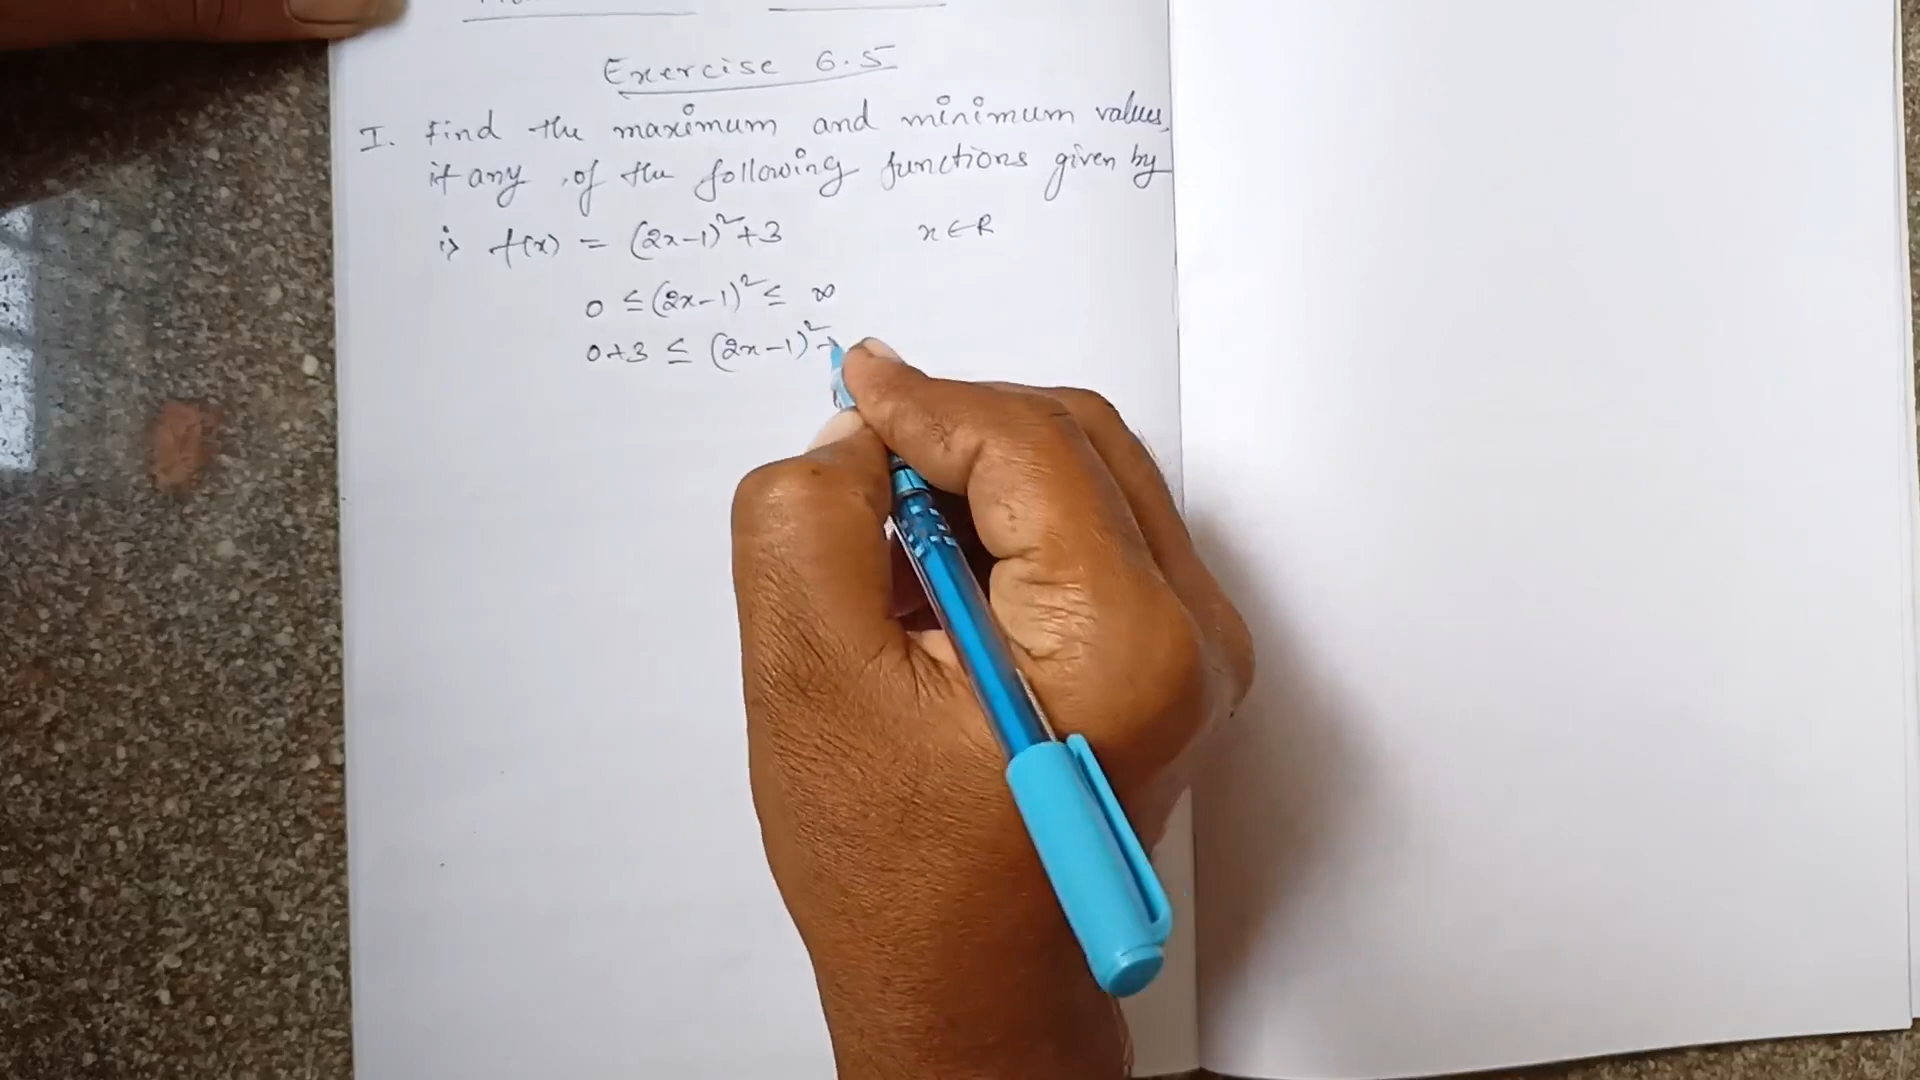 Exercise 6.5
I. Find the maximum and minimum values,
if any, of the following functions given by
i) f(x) = (2x-1)²+3 x∈R
0 ≤ (2x-1)² ≤ ∞
0+3 ≤ (2x-1)²+